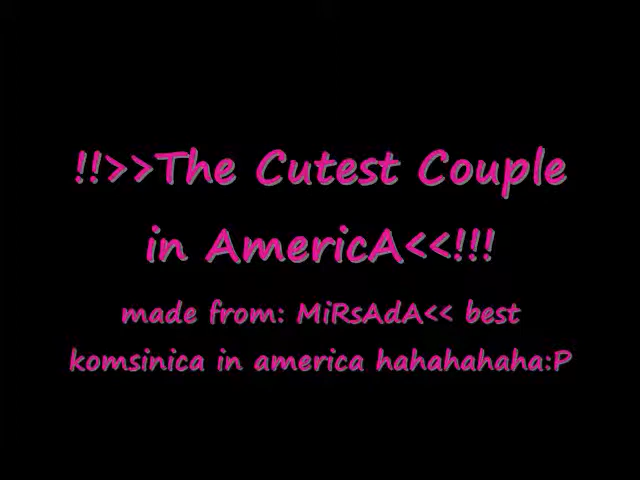 !!>>The Cutest Couple
in AmericA<<!!!
made from: MiRsAdA<< best
komsinica in america hahahahaha:P